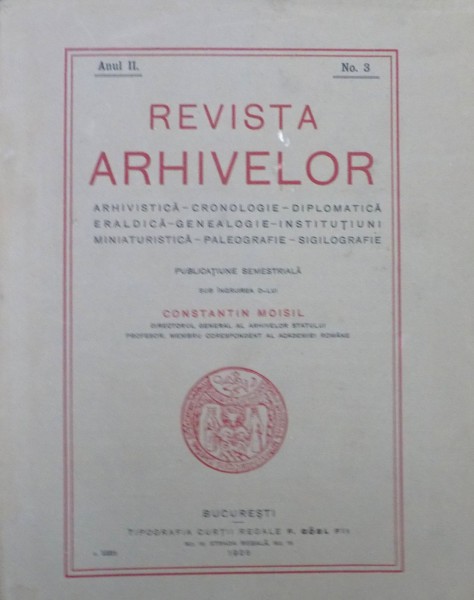 Anul II.
No. 3
REVISTA
ARHIVELOR
ARHIVISTICĂ – CRONOLOGIE – DIPLOMATICĂ
ERALDICĂ – GENEALOGIE – INSTITUȚIUNI
MINIATURISTICĂ – PALEOGRAFIE – SIGILOGRAFIE
PUBLICAȚIUNE SEMESTRIALĂ
SUB ÎNGRIJIREA D-LUI
CONSTANTIN MOISIL
DIRECTORUL GENERAL AL ARHIVELOR STATULUI
PROFESOR, MEMBRU CORESPONDENT AL ACADEMIEI ROMÂNE
BUCUREȘTI
TIPOGRAFIA CURȚII REGALE F. GÖBL FII